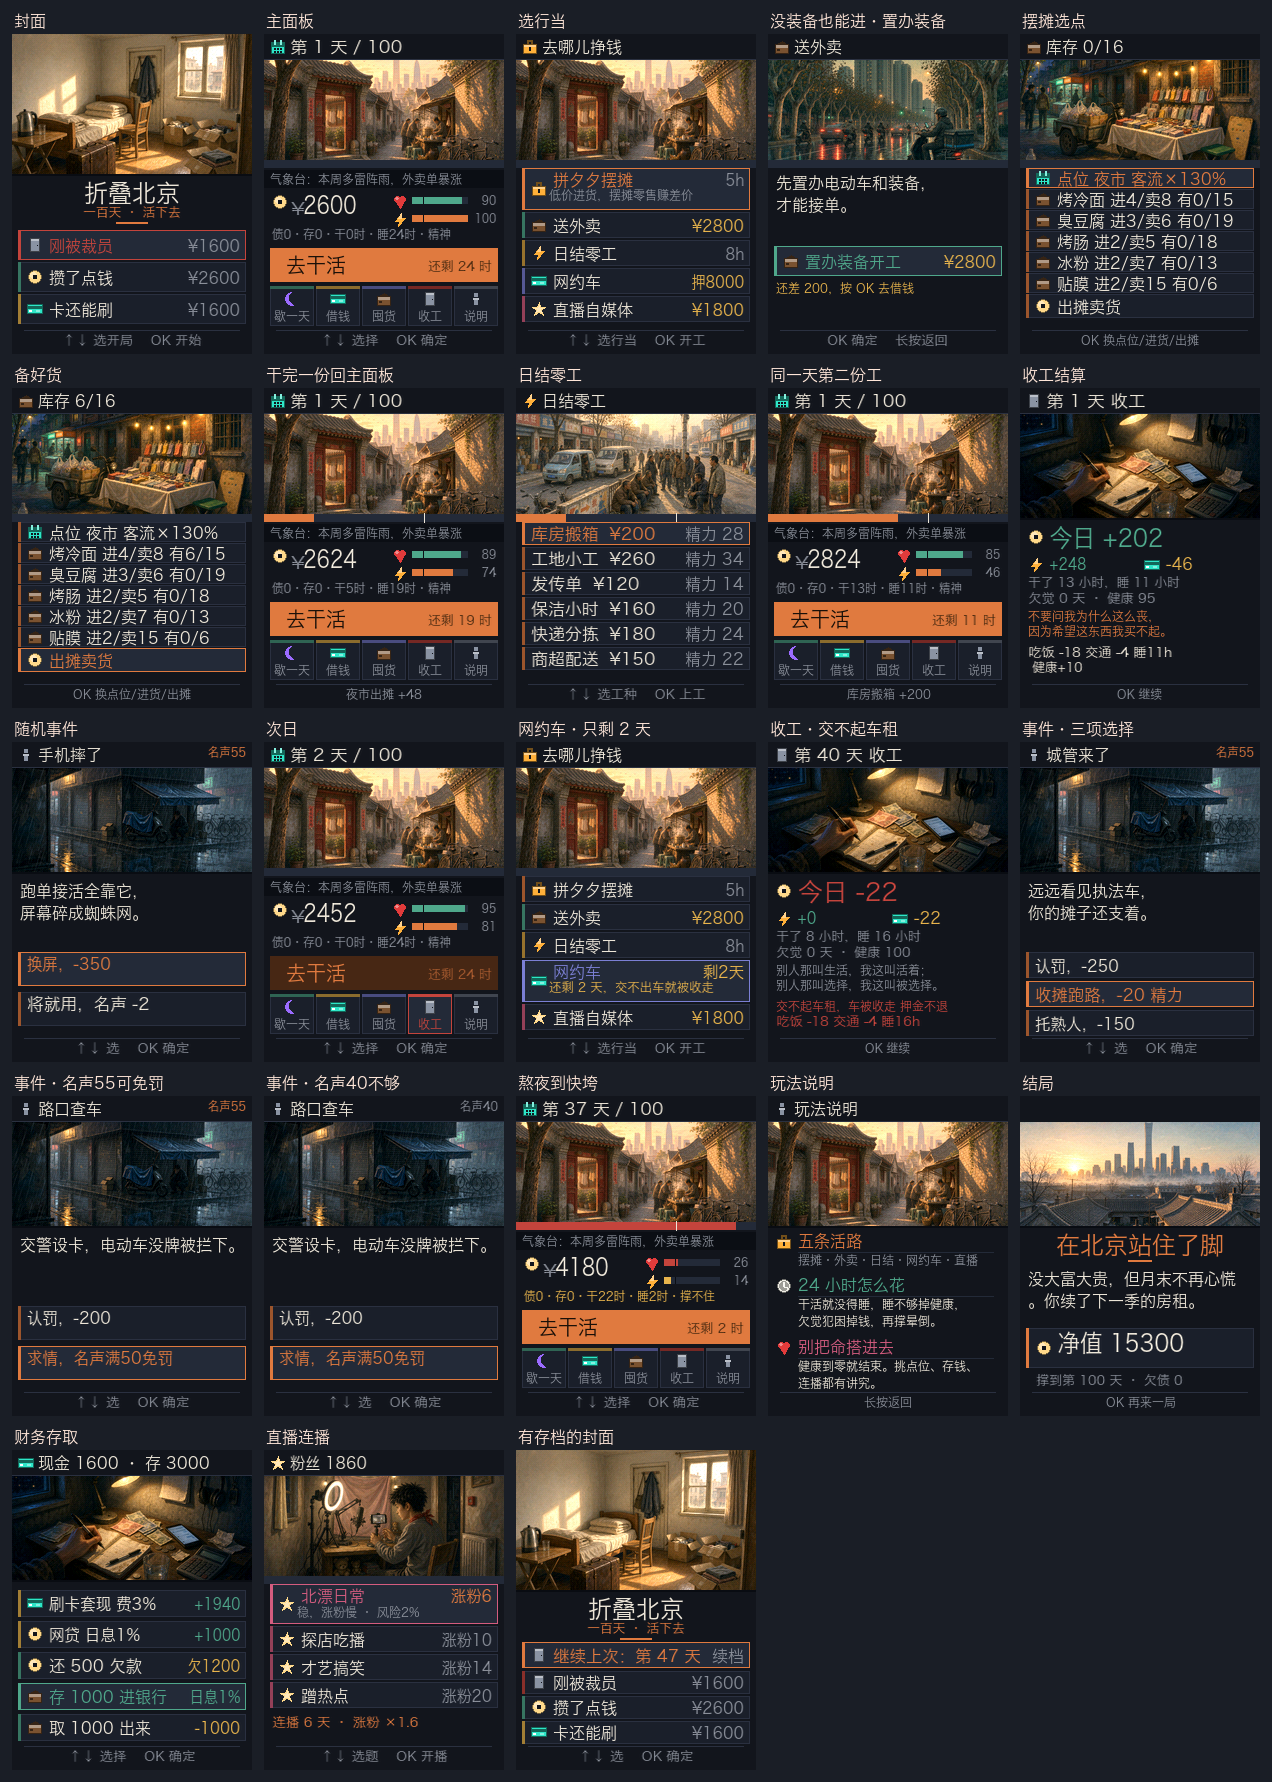 封面
折叠北京
一百天 · 活下去
刚被裁员 ¥1600
攒了点钱 ¥2600
卡还能刷 ¥1600
↑↓ 选开局 OK 开始
主面板
第 1 天 / 100
气象台：本周多雷阵雨，外卖单暴涨
¥2600 90
100
债0·存0·干0时·睡24时·精神
去干活 还剩 24 时
歇一天 借钱 囤货 收工 说明
↑↓ 选择 OK 确定
选行当
去哪儿挣钱
拼夕夕摆摊 5h
低价进货，摆摊零售赚差价
送外卖 ¥2800
日结零工 8h
网约车 押8000
直播自媒体 ¥1800
↑↓ 选行当 OK 开工
没装备也能进·置办装备
送外卖
先置办电动车和装备，
才能接单。
置办装备开工 ¥2800
还差 200，按 OK 去借钱
OK 确定 长按返回
摆摊选点
库存 0/16
点位 夜市 客流×130%
烤冷面 进4/卖8 有0/15
臭豆腐 进3/卖6 有0/19
烤肠 进2/卖5 有0/18
冰粉 进2/卖7 有0/13
贴膜 进2/卖15 有0/6
出摊卖货
OK 换点位/进货/出摊
备好货
库存 6/16
点位 夜市 客流×130%
烤冷面 进4/卖8 有6/15
臭豆腐 进3/卖6 有0/19
烤肠 进2/卖5 有0/18
冰粉 进2/卖7 有0/13
贴膜 进2/卖15 有0/6
出摊卖货
OK 换点位/进货/出摊
干完一份回主面板
第 1 天 / 100
气象台：本周多雷阵雨，外卖单暴涨
¥2624 89
74
债0·存0·干5时·睡19时·精神
去干活 还剩 19 时
歇一天 借钱 囤货 收工 说明
夜市出摊 +48
日结零工
日结零工
库房搬箱 ¥200 精力 28
工地小工 ¥260 精力 34
发传单 ¥120 精力 14
保洁小时 ¥160 精力 20
快递分拣 ¥180 精力 24
商超配送 ¥150 精力 22
↑↓ 选工种 OK 上工
同一天第二份工
第 1 天 / 100
气象台：本周多雷阵雨，外卖单暴涨
¥2824 85
46
债0·存0·干13时·睡11时·精神
去干活 还剩 11 时
歇一天 借钱 囤货 收工 说明
库房搬箱 +200
收工结算
第 1 天 收工
今日 +202
+248 -46
干了 13 小时，睡 11 小时
欠觉 0 天 · 健康 95
不要问我为什么这么丧，
因为希望这东西我买不起。
吃饭 -18 交通 -4 睡11h
健康+10
OK 继续
随机事件
手机摔了 名声55
跑单接活全靠它，
屏幕碎成蜘蛛网。
换屏，-350
将就用，名声 -2
↑↓ 选 OK 确定
次日
第 2 天 / 100
气象台：本周多雷阵雨，外卖单暴涨
¥2452 95
81
债0·存0·干0时·睡24时·精神
去干活 还剩 24 时
歇一天 借钱 囤货 收工 说明
↑↓ 选择 OK 确定
网约车·只剩 2 天
去哪儿挣钱
拼夕夕摆摊 5h
送外卖 ¥2800
日结零工 8h
网约车 剩2天
还剩 2 天，交不出车就被收走
直播自媒体 ¥1800
↑↓ 选行当 OK 开工
收工·交不起车租
第 40 天 收工
今日 -22
+0 -22
干了 8 小时，睡 16 小时
欠觉 0 天 · 健康 100
别人那叫生活，我这叫活着；
别人那叫选择，我这叫被选择。
交不起车租，车被收走 押金不退
吃饭 -18 交通 -4 睡16h
OK 继续
事件·三项选择
城管来了 名声55
远远看见执法车，
你的摊子还支着。
认罚，-250
收摊跑路，-20 精力
托熟人，-150
↑↓ 选 OK 确定
事件·名声55可免罚
路口查车 名声55
交警设卡，电动车没牌被拦下。
认罚，-200
求情，名声满50免罚
↑↓ 选 OK 确定
事件·名声40不够
路口查车 名声40
交警设卡，电动车没牌被拦下。
认罚，-200
求情，名声满50免罚
↑↓ 选 OK 确定
熬夜到快垮
第 37 天 / 100
气象台：本周多雷阵雨，外卖单暴涨
¥4180 26
14
债0·存0·干22时·睡2时·撑不住
去干活 还剩 2 时
歇一天 借钱 囤货 收工 说明
↑↓ 选择 OK 确定
玩法说明
玩法说明
五条活路
摆摊·外卖·日结·网约车·直播
24 小时怎么花
干活就没得睡，睡不够掉健康，
欠觉犯困掉钱，再撑晕倒。
别把命搭进去
健康到零就结束。挑点位、存钱、
连播都有讲究。
长按返回
结局
在北京站住了脚
没大富大贵，但月末不再心慌
。你续了下一季的房租。
净值 15300
撑到第 100 天 · 欠债 0
OK 再来一局
财务存取
现金 1600 · 存 3000
刷卡套现 费3% +1940
网贷 日息1% +1000
还 500 欠款 欠1200
存 1000 进银行 日息1%
取 1000 出来 -1000
↑↓ 选择 OK 确定
直播连播
粉丝 1860
北漂日常 涨粉6
稳，涨粉慢 · 风险2%
探店吃播 涨粉10
才艺搞笑 涨粉14
蹭热点 涨粉20
连播 6 天 · 涨粉 ×1.6
↑↓ 选题 OK 开播
有存档的封面
折叠北京
一百天 · 活下去
继续上次：第 47 天 续档
刚被裁员 ¥1600
攒了点钱 ¥2600
卡还能刷 ¥1600
↑↓ 选 OK 确定